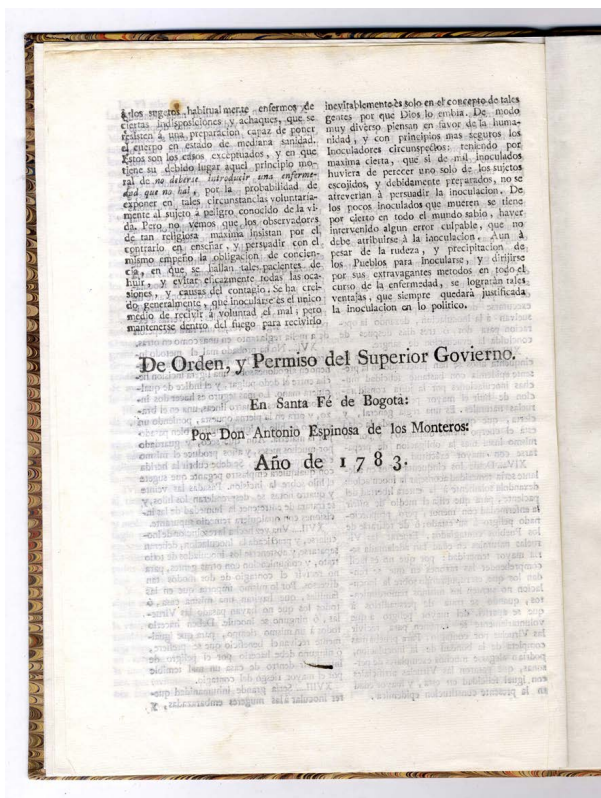 á los sugetos habitualmente enfermos de
ciertas indisposiciones y achaques, que se
resisten á una preparacion capaz de poner
el cuerpo en estado de mediana sanidad.
Estos son los casos exceptuados, y en que
tiene su debido lugar aquel principio mo-
ral de no deberse introducir una enferme-
dad que no hai, por la probabilidad de
exponer en tales circunstancias voluntaria-
mente al sujeto à peligro conocido de la vi-
da. Pero no vemos que los observadores
de tan religiosa maxima insistan por el
contrario en enseñar, y persuadir con el
mismo empeño la obligacion de concien-
cia, en que se hallan tales pacientes de
huir, y evitar eficazmente todas las oca-
siones, y causas del contagio. Se ha crei-
do generalmente, que inocularse es el unico
medio de recivir à voluntad el mal; pero
mantenerse dentro del fuego para recivirlo
inevitablemente ès solo en el concepto de tales
gentes por que Dios lo embia. De modo
muy diverso piensan en favor de la huma-
nidad, y con principios mas seguros los
Inoculadores circunspectos: teniendo por
maxima cierta, que si de mil inoculados
huviera de perecer uno solo de los sujetos
escojidos, y debidamente preparados, no se
atreverian à persuadir la inoculacion. De
los pocos inoculados que mueren se tiene
por cierto en todo el mundo sabio, haver
intervenido algun error culpable, que no
debe atribuirse à la inoculacion. Aun à
pesar de la rudeza, y precipitacion de
los Pueblos para inocularse, y dirijirse
por sus extravagantes metodos en todo el
curso de la enfermedad, se lograràn tales
ventajas, que siempre quedarà justificada
la inoculacion en lo politico.
De Orden, y Permiso del Superior Govierno.
En Santa Fé de Bogota:
Por Don Antonio Espinosa de los Monteros:
Año de 1783.